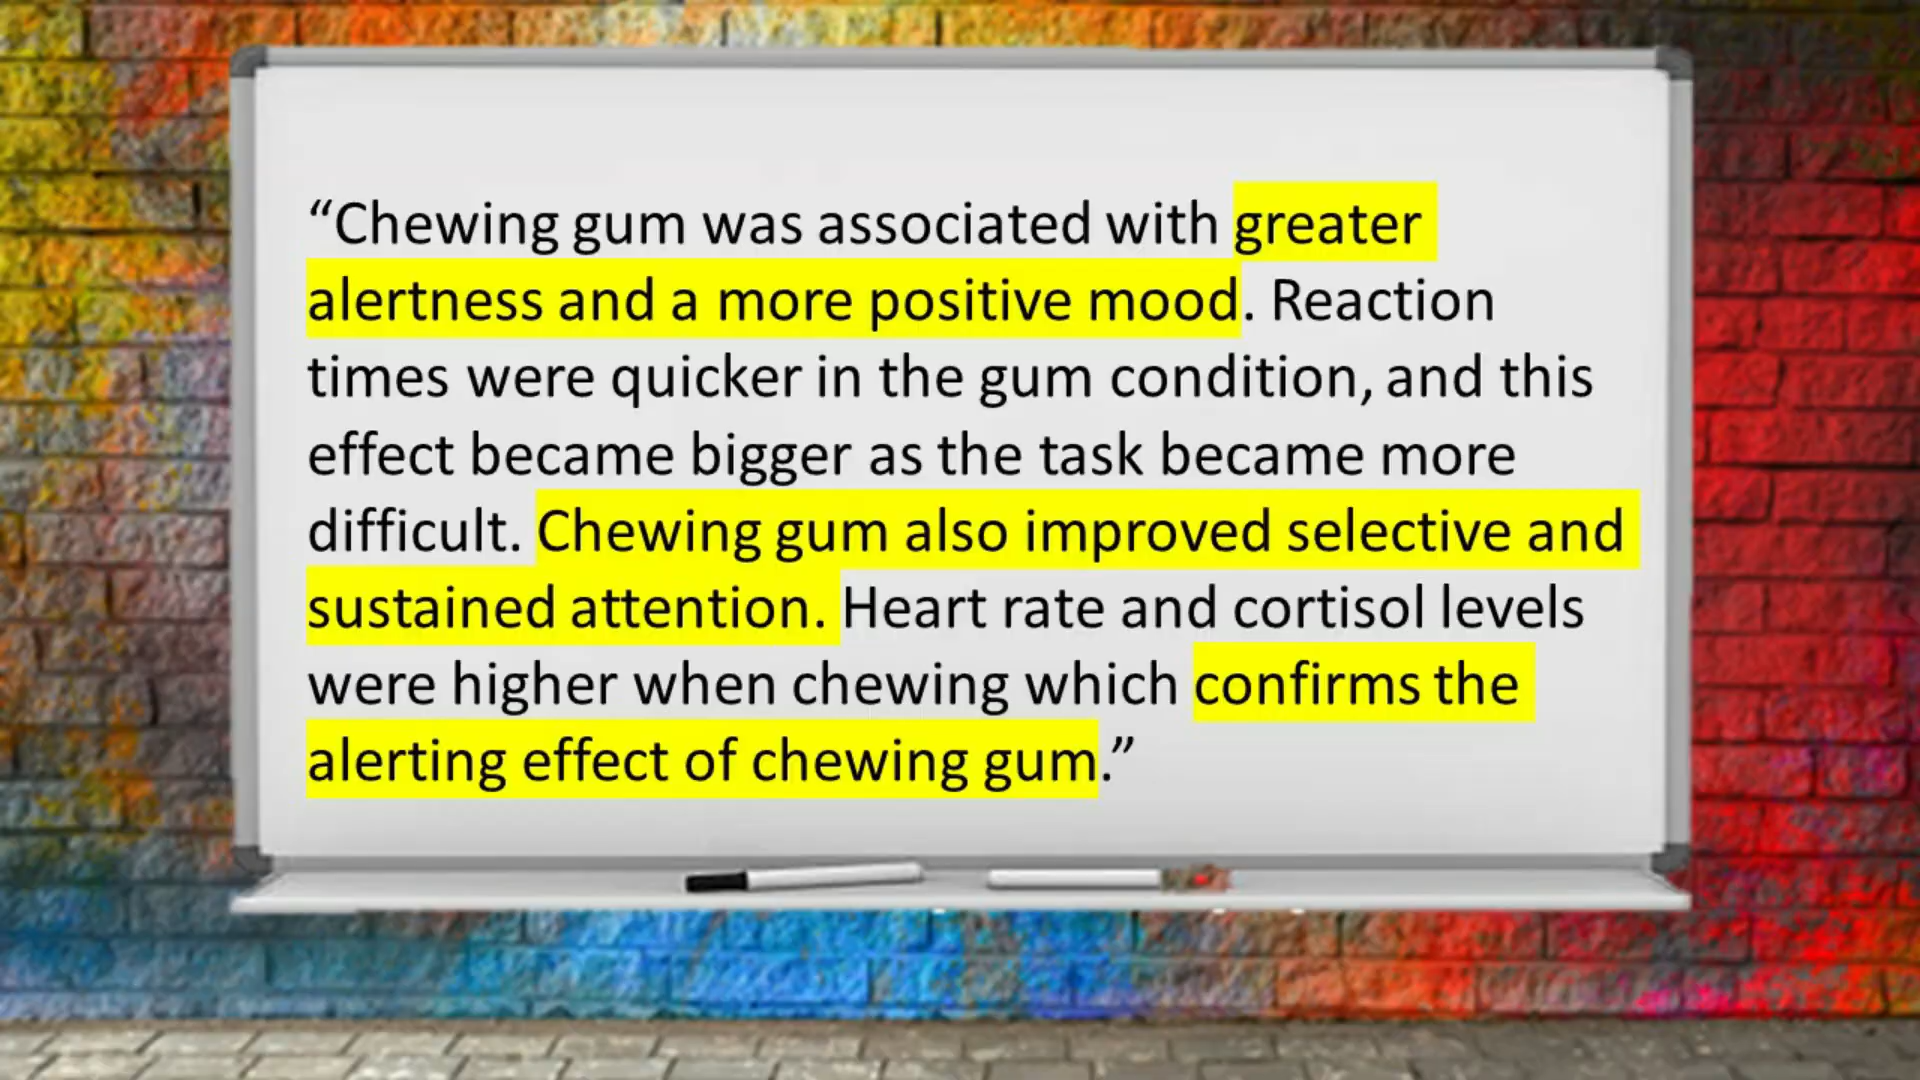 “Chewing gum was associated with greater
alertness and a more positive mood. Reaction
times were quicker in the gum condition, and this
effect became bigger as the task became more
difficult. Chewing gum also improved selective and
sustained attention. Heart rate and cortisol levels
were higher when chewing which confirms the
alerting effect of chewing gum.”